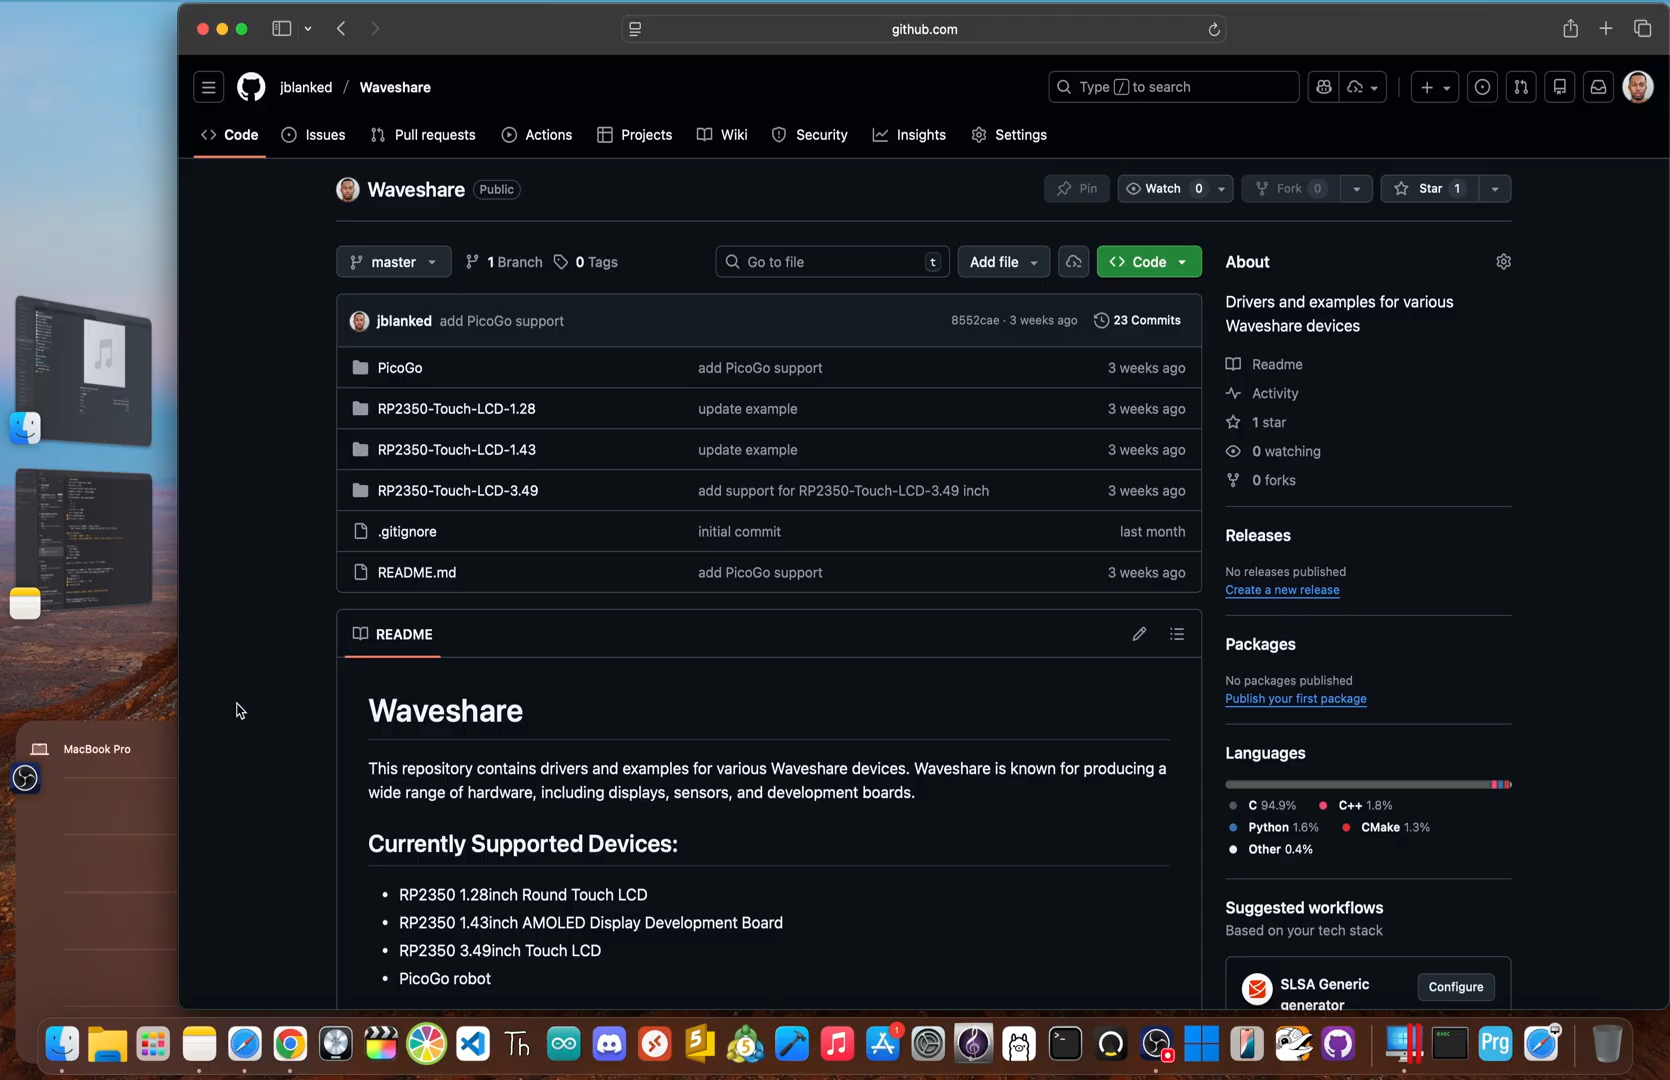 github.com
jblanked / Waveshare
Type / to search
Code Issues Pull requests Actions Projects Wiki Security Insights Settings
Waveshare Public
Pin Watch 0 Fork 0 Star 1
master 1 Branch 0 Tags Go to file t Add file Code
jblanked add PicoGo support 8552cae · 3 weeks ago 23 Commits
PicoGo add PicoGo support 3 weeks ago
RP2350-Touch-LCD-1.28 update example 3 weeks ago
RP2350-Touch-LCD-1.43 update example 3 weeks ago
RP2350-Touch-LCD-3.49 add support for RP2350-Touch-LCD-3.49 inch 3 weeks ago
.gitignore initial commit last month
README.md add PicoGo support 3 weeks ago
README
Waveshare
This repository contains drivers and examples for various Waveshare devices. Waveshare is known for producing a
wide range of hardware, including displays, sensors, and development boards.
Currently Supported Devices:
• RP2350 1.28inch Round Touch LCD
• RP2350 1.43inch AMOLED Display Development Board
• RP2350 3.49inch Touch LCD
• PicoGo robot
About
Drivers and examples for various
Waveshare devices
Readme
Activity
1 star
0 watching
0 forks
Releases
No releases published
Create a new release
Packages
No packages published
Publish your first package
Languages
C 94.9% C++ 1.8%
Python 1.6% CMake 1.3%
Other 0.4%
Suggested workflows
Based on your tech stack
SLSA Generic
generator
Configure
MacBook Pro
Th
5
5
1
EXEC
Prg